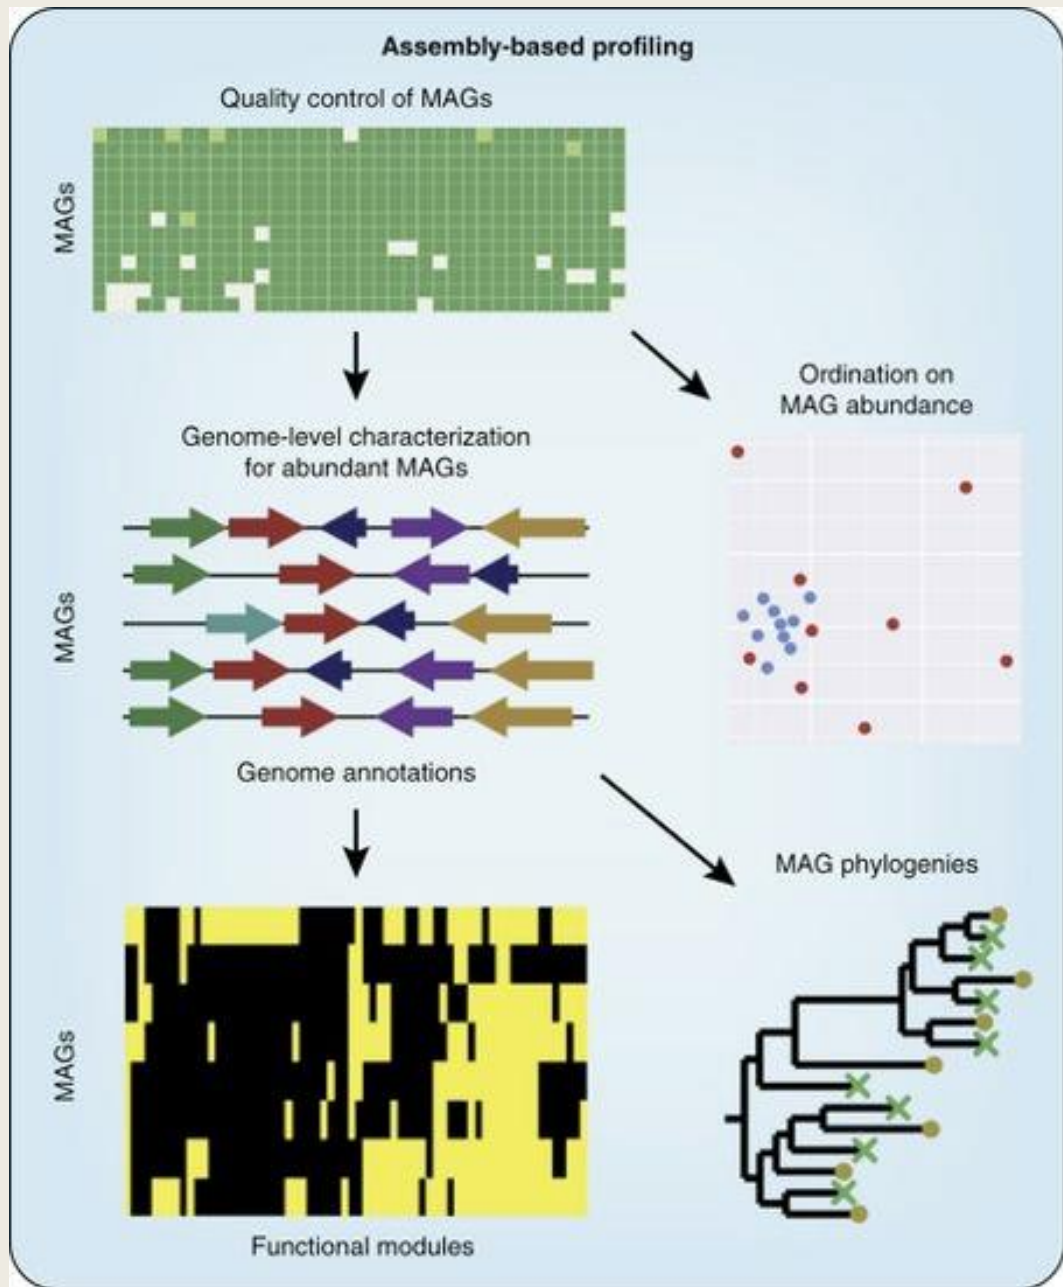 Assembly-based profiling
Quality control of MAGs
MAGs
Ordination on
MAG abundance
Genome-level characterization
for abundant MAGs
MAGs
Genome annotations
MAG phylogenies
MAGs
Functional modules